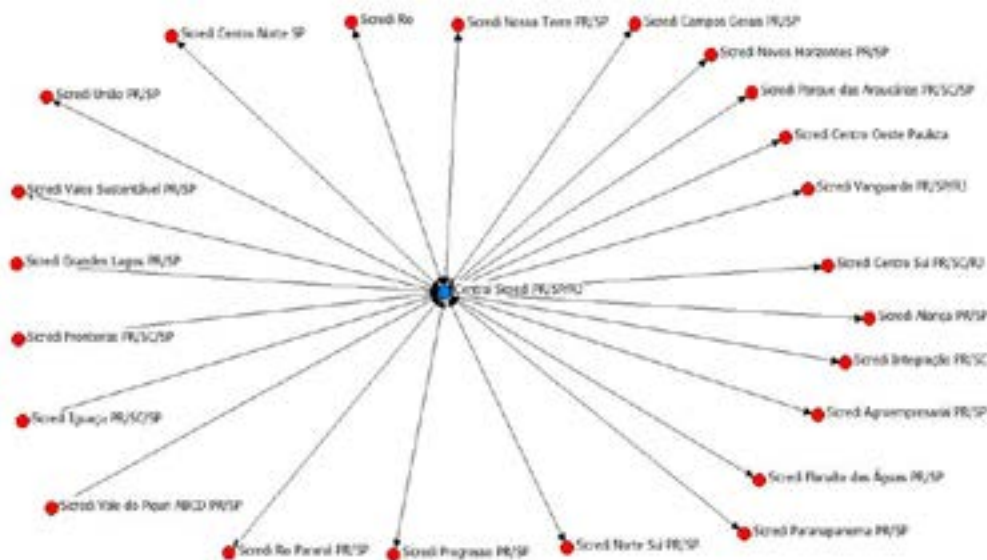 Sicredi Rio
Sicredi Nossa Terra PR/SP
Sicredi Campos Gerais PR/SP
Sicredi Centro Norte SP
Sicredi Novos Horizontes PR/SP
Sicredi União PR/SP
Sicredi Parque das Araucárias PR/SC/SP
Sicredi Centro Oeste Paulista
Sicredi Valor Sustentável PR/SP
Sicredi Vanguarda PR/SP/RJ
Sicredi Grandes Lagos PR/SP
Sicredi Centro Sul PR/SC/RJ
Central Sicredi PR/SP/RJ
Sicredi Aliança PR/SP
Sicredi Fronteiras PR/SC/SP
Sicredi Integração PR/SC
Sicredi Agroempresarial PR/SP
Sicredi Iguaçu PR/SC/SP
Sicredi Planalto das Águas PR/SP
Sicredi Vale do Piquiri ABCD PR/SP
Sicredi Paranapanema PR/SP
Sicredi Rio Paraná PR/SP
Sicredi Progresso PR/SP
Sicredi Norte Sul PR/SP